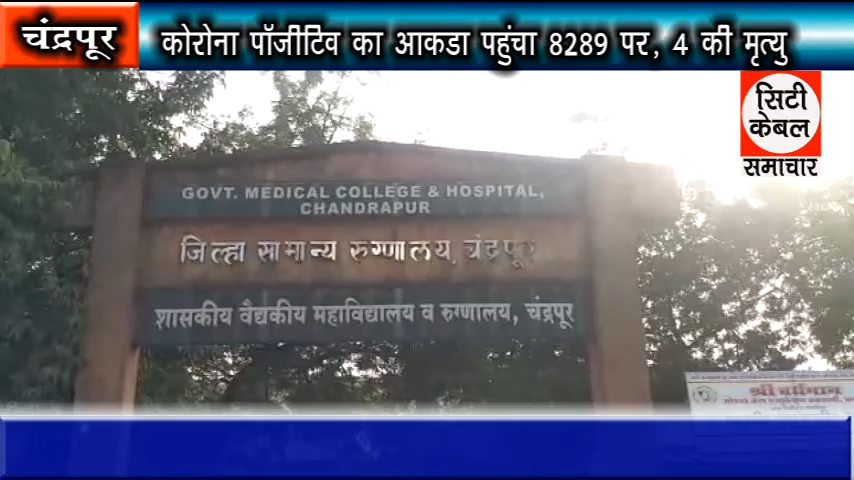 चंद्रपूर
कोरोना पॉजीटिव का आकडा पहुंचा 8289 पर, 4 की मृत्यु
सिटी
केबल
समाचार
GOVT. MEDICAL COLLEGE & HOSPITAL,
CHANDRAPUR
जिल्हा सामान्य रुग्णालय, चंद्रपूर
शासकीय वैद्यकीय महाविद्यालय व रुग्णालय, चंद्रपूर